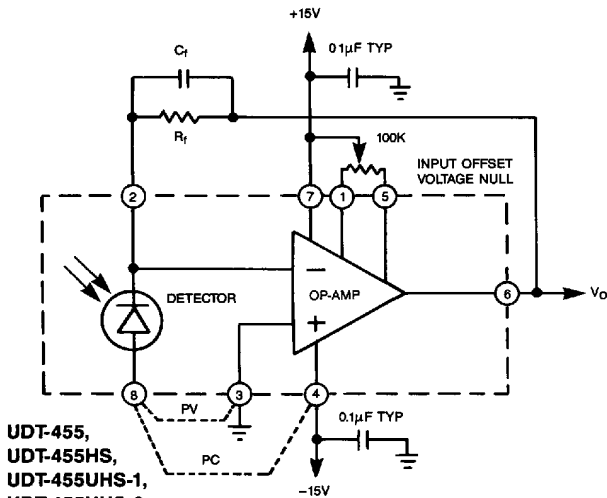 +15V
0.1µF TYP
Cf
Rf
100K
INPUT OFFSET
VOLTAGE NULL
2
7
1
5
−
OP-AMP
+
DETECTOR
6
VO
8
3
4
PV
PC
0.1µF TYP
−15V
UDT-455,
UDT-455HS,
UDT-455UHS-1,